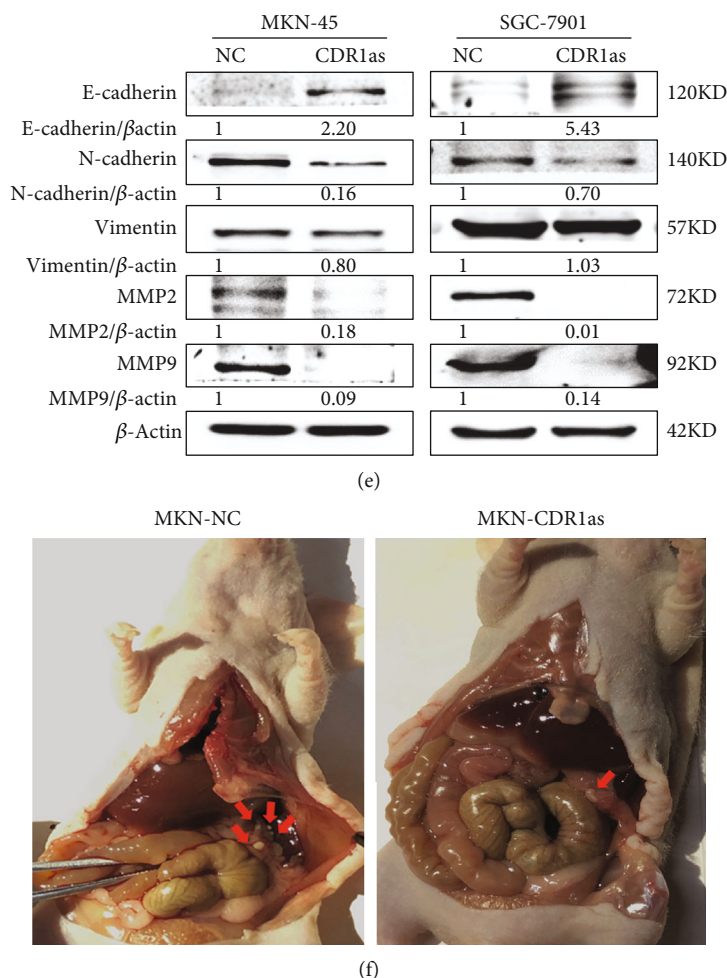 MKN-45 SGC-7901
NC CDR1as NC CDR1as
E-cadherin 120KD
E-cadherin/βactin 1 2.20 1 5.43
N-cadherin 140KD
N-cadherin/β-actin 1 0.16 1 0.70
Vimentin 57KD
Vimentin/β-actin 1 0.80 1 1.03
MMP2 72KD
MMP2/β-actin 1 0.18 1 0.01
MMP9 92KD
MMP9/β-actin 1 0.09 1 0.14
β-Actin 42KD
(e)
MKN-NC MKN-CDR1as
(f)